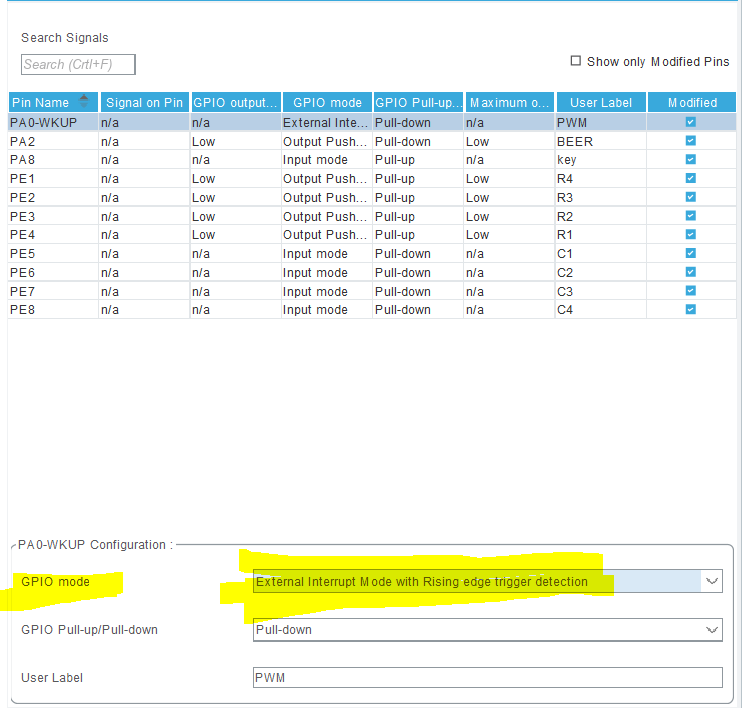 Search Signals
Search (Crtl+F)
Show only Modified Pins
Pin Name Signal on Pin GPIO output... GPIO mode GPIO Pull-up... Maximum o... User Label Modified
PA0-WKUP n/a n/a External Inte... Pull-down n/a PWM
PA2 n/a Low Output Push... Pull-down Low BEER
PA8 n/a n/a Input mode Pull-up n/a key
PE1 n/a Low Output Push... Pull-up Low R4
PE2 n/a Low Output Push... Pull-up Low R3
PE3 n/a Low Output Push... Pull-up Low R2
PE4 n/a Low Output Push... Pull-up Low R1
PE5 n/a n/a Input mode Pull-down n/a C1
PE6 n/a n/a Input mode Pull-down n/a C2
PE7 n/a n/a Input mode Pull-down n/a C3
PE8 n/a n/a Input mode Pull-down n/a C4
PA0-WKUP Configuration :
GPIO mode External Interrupt Mode with Rising edge trigger detection
GPIO Pull-up/Pull-down Pull-down
User Label PWM